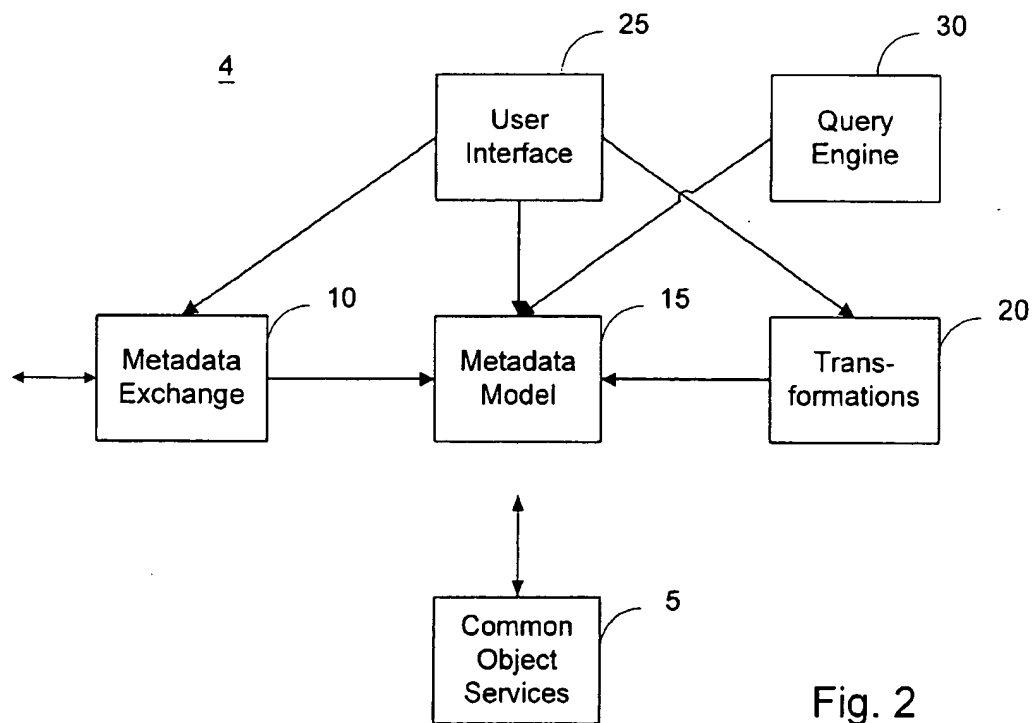 25
30
4
User
Interface
Query
Engine
10
15
20
Metadata
Exchange
Metadata
Model
Trans-
formations
5
Common
Object
Services
Fig. 2